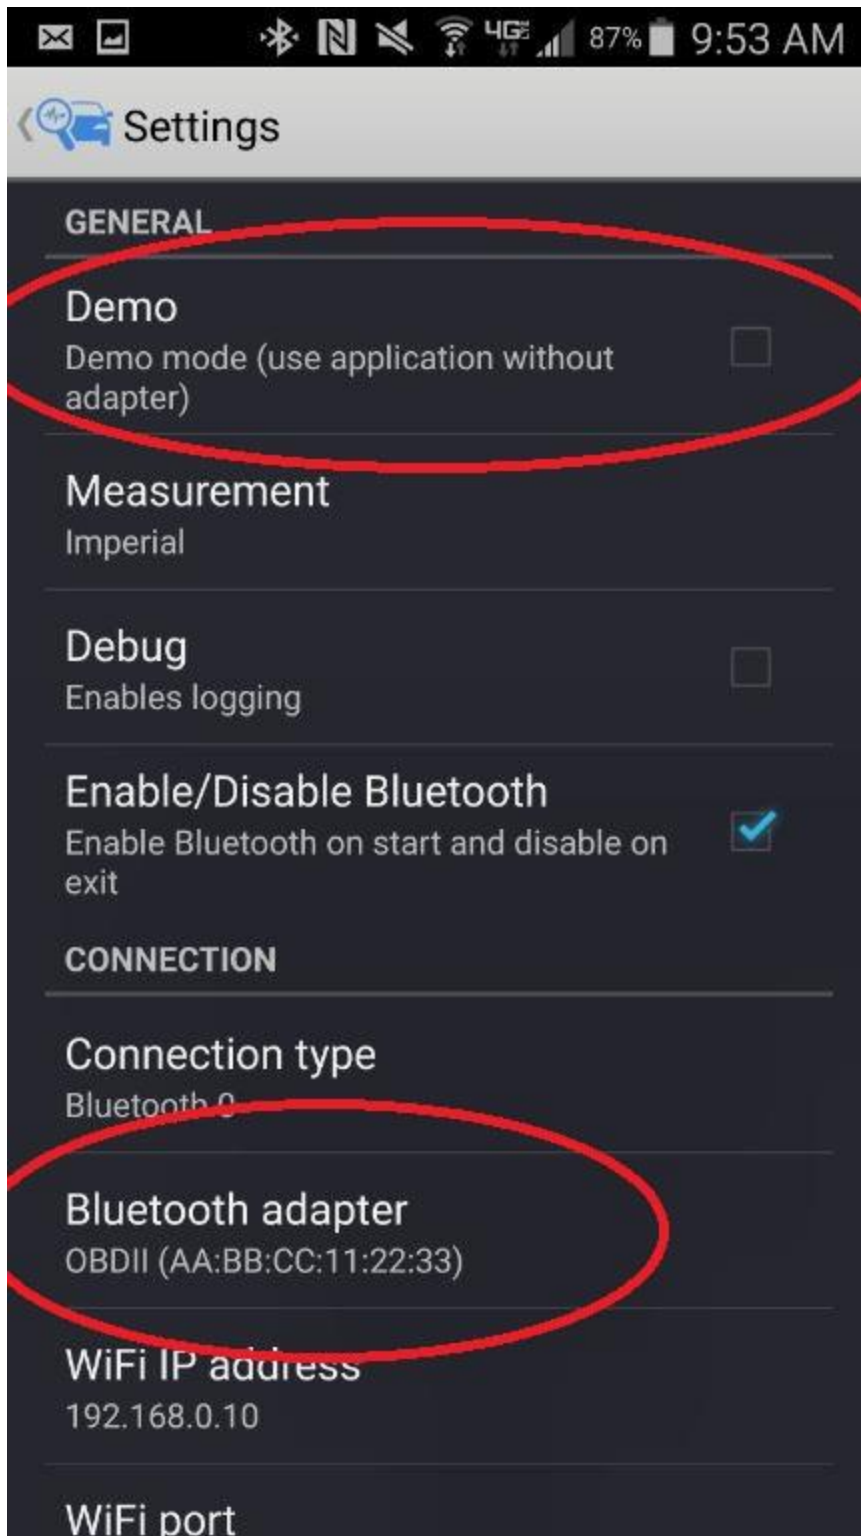 4G 87% 9:53 AM
Settings
GENERAL
Demo
Demo mode (use application without
adapter)
Measurement
Imperial
Debug
Enables logging
Enable/Disable Bluetooth
Enable Bluetooth on start and disable on
exit
CONNECTION
Connection type
Bluetooth 0
Bluetooth adapter
OBDII (AA:BB:CC:11:22:33)
WiFi IP address
192.168.0.10
WiFi port